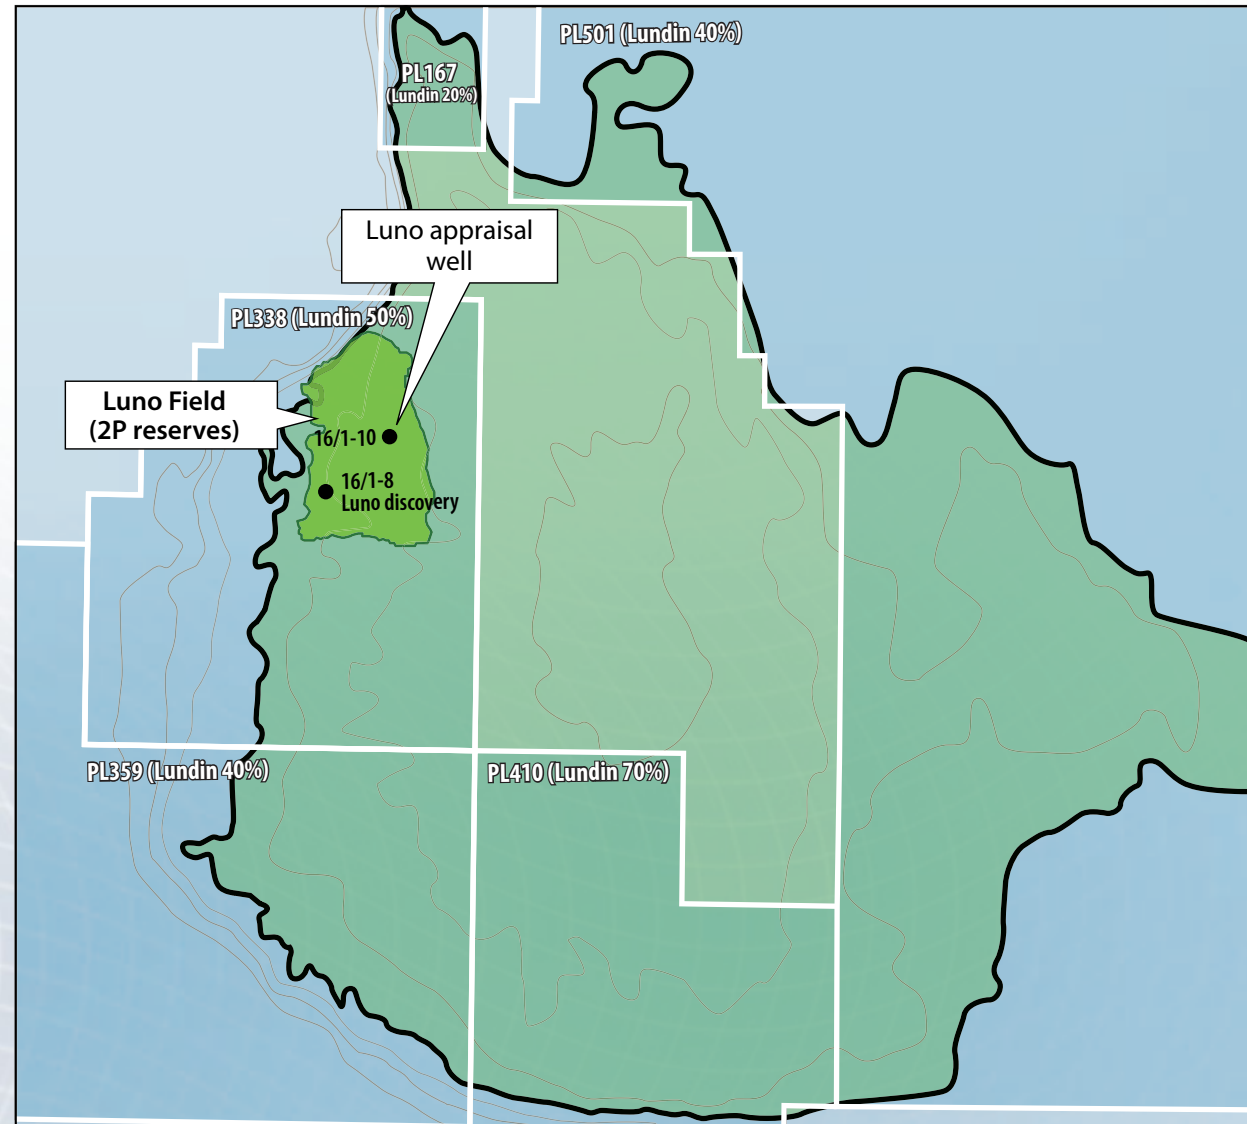 PL501 (Lundin 40%)
PL167
(Lundin 20%)
Luno appraisal
well
PL338 (Lundin 50%)
Luno Field
(2P reserves)
16/1-10
16/1-8
Luno discovery
PL359 (Lundin 40%)
PL410 (Lundin 70%)